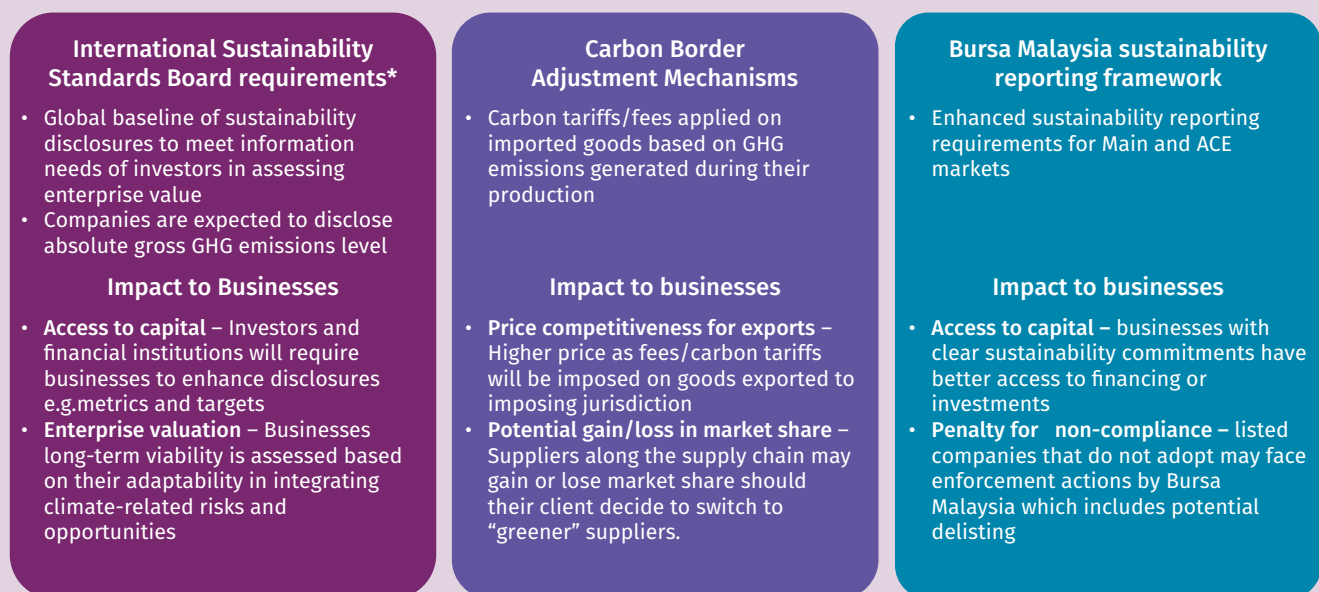 International Sustainability
Standards Board requirements*
• Global baseline of sustainability
disclosures to meet information
needs of investors in assessing
enterprise value
• Companies are expected to disclose
absolute gross GHG emissions level
Impact to Businesses
• Access to capital – Investors and
financial institutions will require
businesses to enhance disclosures
e.g.metrics and targets
• Enterprise valuation – Businesses
long-term viability is assessed based
on their adaptability in integrating
climate-related risks and
opportunities
Carbon Border
Adjustment Mechanisms
• Carbon tariffs/fees applied on
imported goods based on GHG
emissions generated during their
production
Impact to businesses
• Price competitiveness for exports –
Higher price as fees/carbon tariffs
will be imposed on goods exported to
imposing jurisdiction
• Potential gain/loss in market share –
Suppliers along the supply chain may
gain or lose market share should
their client decide to switch to
“greener” suppliers.
Bursa Malaysia sustainability
reporting framework
• Enhanced sustainability reporting
requirements for Main and ACE
markets
Impact to businesses
• Access to capital – businesses with
clear sustainability commitments have
better access to financing or
investments
• Penalty for non-compliance – listed
companies that do not adopt may face
enforcement actions by Bursa
Malaysia which includes potential
delisting